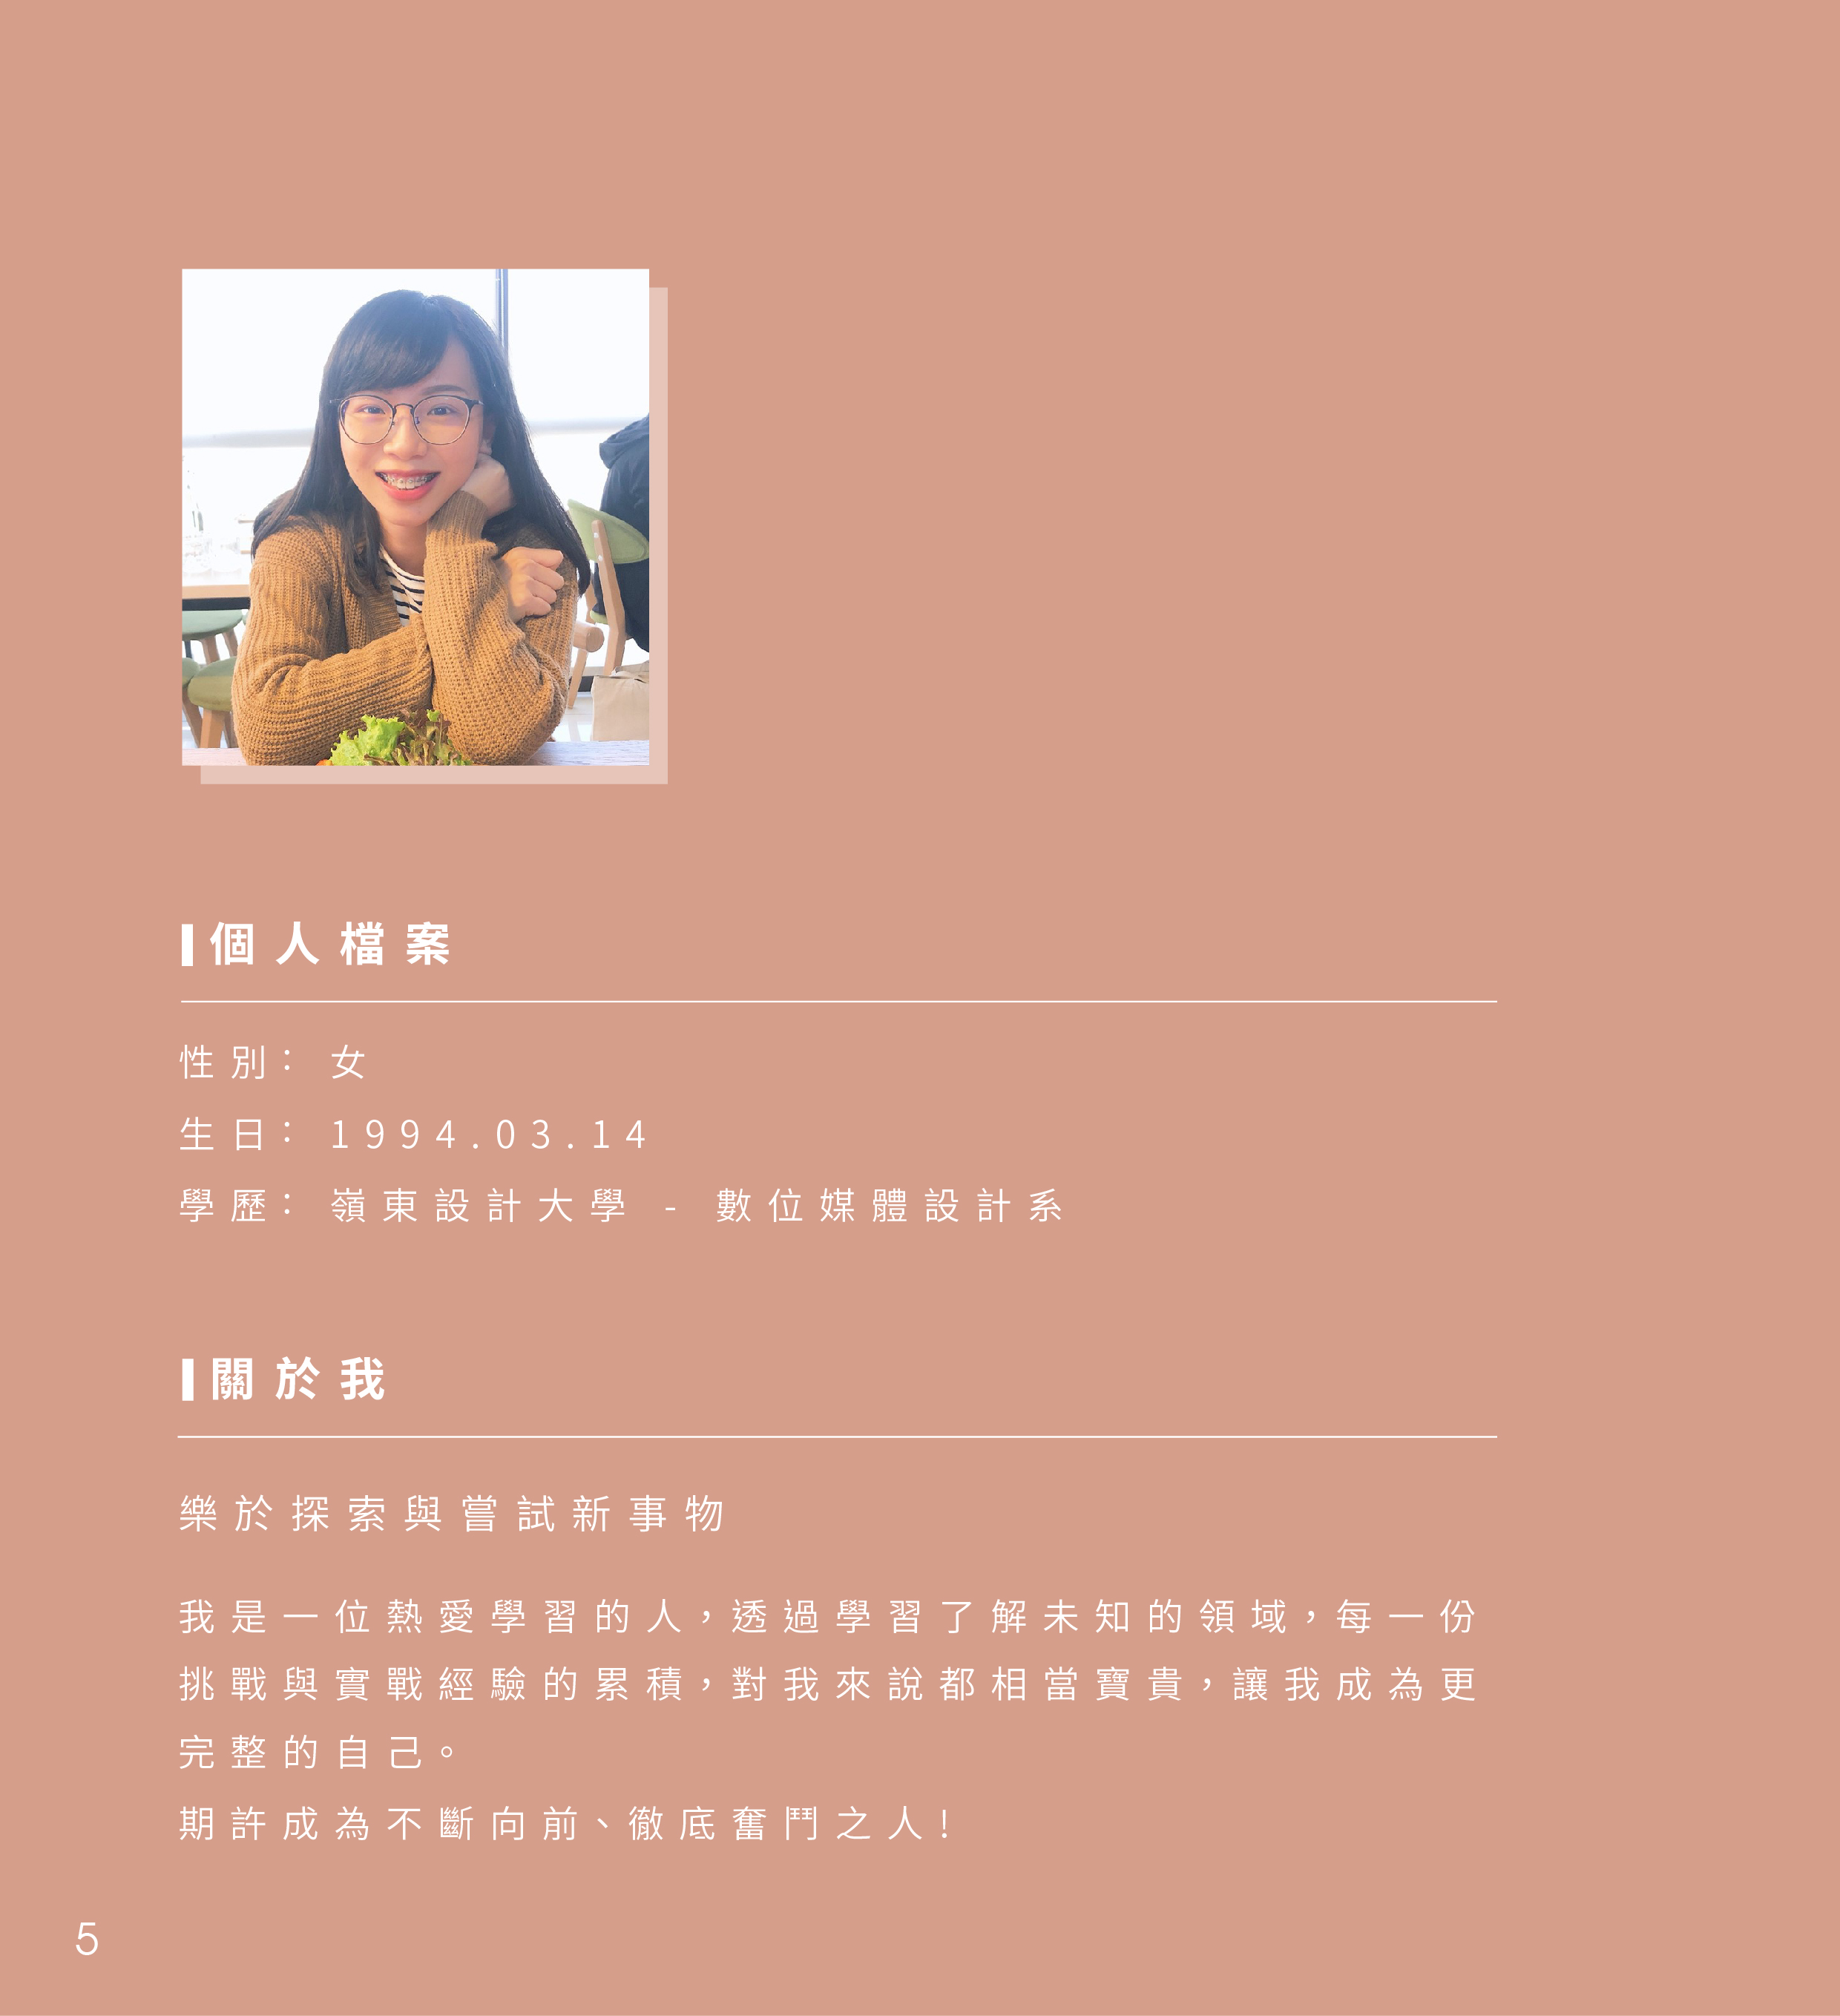 個人檔案
性別： 女
生日： 1994.03.14
學歷： 嶺東設計大學 - 數位媒體設計系
關於我
樂於探索與嘗試新事物
我是一位熱愛學習的人，透過學習了解未知的領域，每一份
挑戰與實戰經驗的累積，對我來說都相當寶貴，讓我成為更
完整的自己。
期許成為不斷向前、徹底奮鬥之人！
5